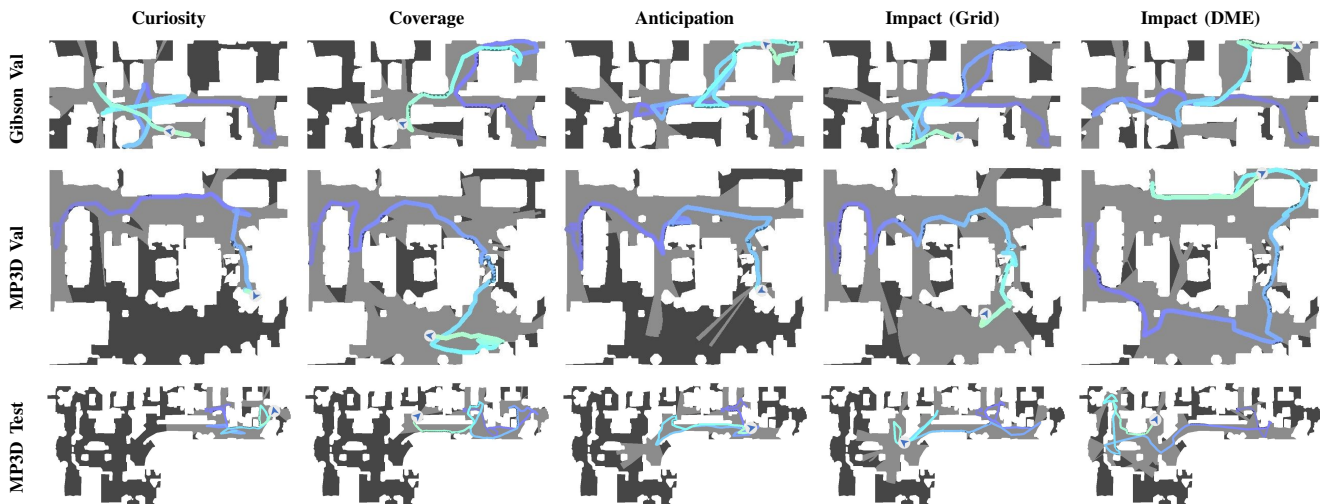 Curiosity Coverage Anticipation Impact (Grid) Impact (DME)
Gibson Val
MP3D Val
MP3D Test